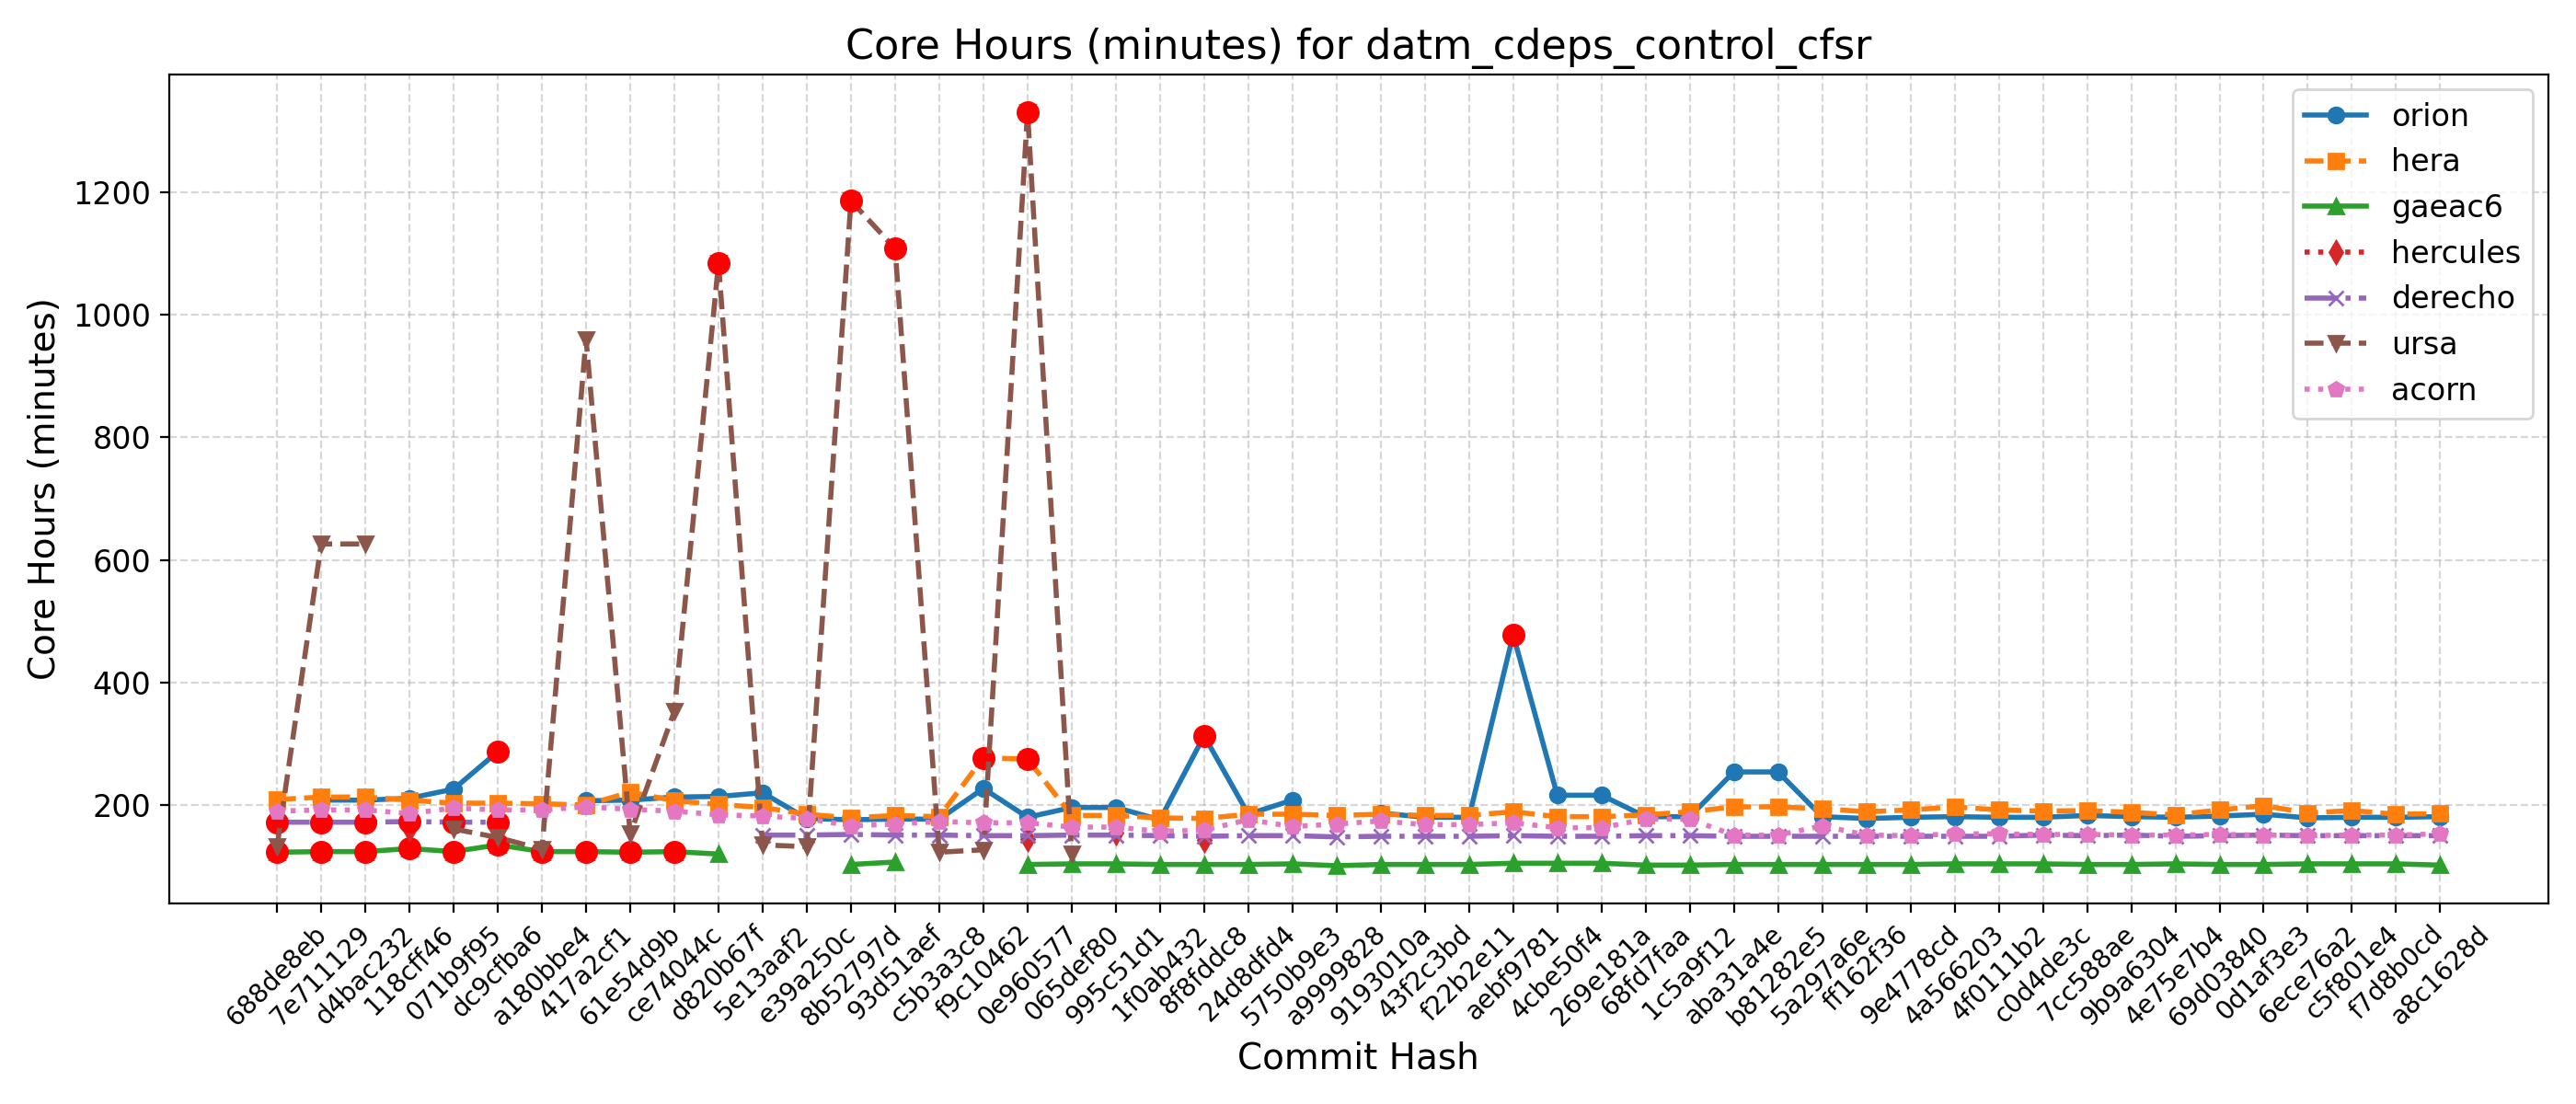 Core Hours (minutes) for datm_cdeps_control_cfsr
Core Hours (minutes)
1200
1000
800
600
400
200
orion
hera
gaeac6
hercules
derecho
ursa
acorn
688de8eb
7e711129
d4bac232
118cff46
071b9f95
dc9cfba6
a180bbe4
417a2cf1
61e54d9b
ce74044c
d820b67f
5e13aaf2
e39a250c
8b52797d
93d51aef
c5b3a3c8
f9c10462
0e960577
065def80
995c51d1
1f0ab432
8f8fddc8
24d8dfd4
5750b9e3
a9999828
9193010a
43f2c3bd
f22b2e11
aebf9781
4cbe50f4
269e181a
68fd7faa
1c5a9f12
aba31a4e
b81282e5
5a297a6e
ff162f36
9e4778cd
4a566203
4f0111b2
c0d4de3c
7cc588ae
9b9a6304
4e75e7b4
69d03840
0d1af3e3
6ece76a2
c5f801e4
f7d8b0cd
a8c1628d
Commit Hash